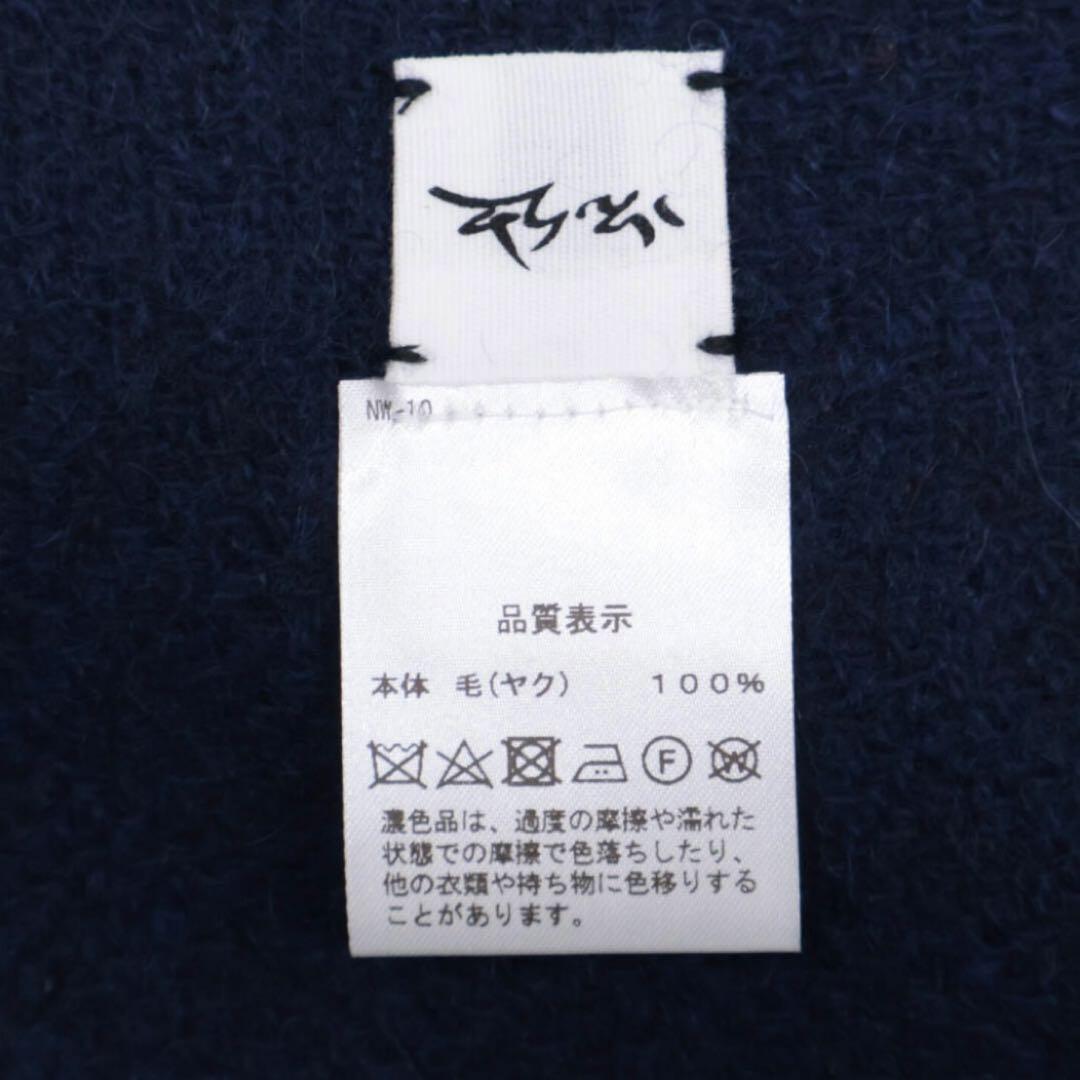 NW-10
品質表示
本体 毛(ヤク) 100%
F
W
濃色品は、過度の摩擦や濡れた
状態での摩擦で色落ちしたり、
他の衣類や持ち物に色移りする
ことがあります。